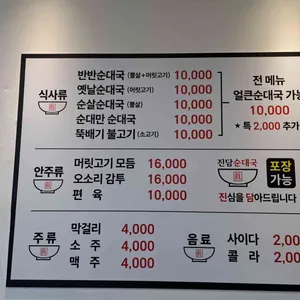 식사류
반반순대국 (뽈살+머릿고기) 10,000
옛날순대국 (머릿고기) 10,000
순살순대국 (뽈살) 10,000
순대만 순대국 10,000
뚝배기 불고기 (소고기) 10,000
전 메뉴
얼큰순대국 가능
10,000
★ 특 2,000 추가
안주류
머릿고기 모듬 16,000
오소리 감투 16,000
편 육 10,000
진담순대국
포장
가능
진심을 담아드립니다
주류
막걸리 4,000
소 주 4,000
맥 주 4,000
음료
사이다 2,00
콜 라 2,00